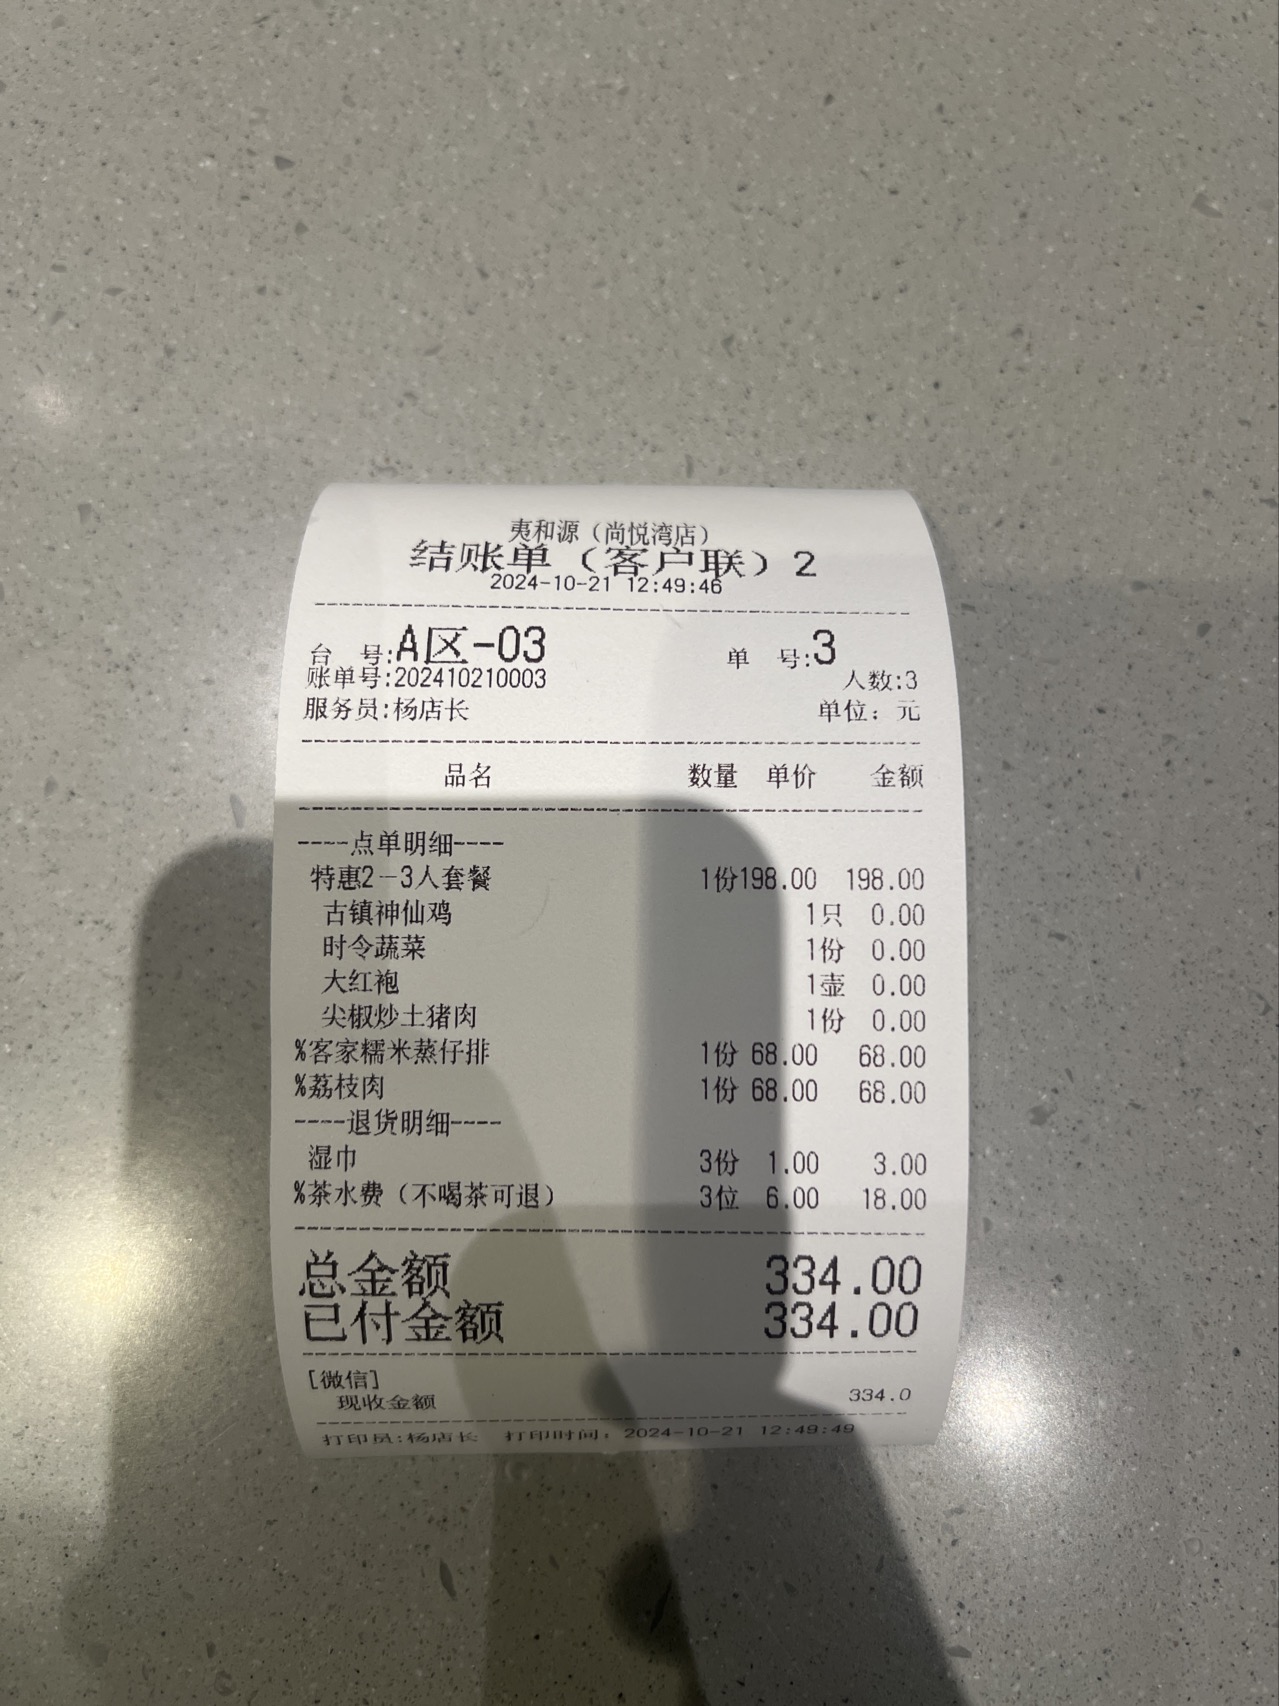 夷和源（尚悦湾店）
结账单（客户联）2
2024-10-21 12:49:46
台 号:A区-03 单 号:3
账单号:202410210003 人数:3
服务员:杨店长 单位：元
品名 数量 单价 金额
----点单明细----
特惠2-3人套餐 1份198.00 198.00
古镇神仙鸡 1只 0.00
时令蔬菜 1份 0.00
大红袍 1壶 0.00
尖椒炒土猪肉 1份 0.00
%客家糯米蒸仔排 1份 68.00 68.00
%荔枝肉 1份 68.00 68.00
----退货明细----
湿巾 3份 1.00 3.00
%茶水费（不喝茶可退） 3位 6.00 18.00
总金额 334.00
已付金额 334.00
[微信]
现收金额 334.0
打印员:杨店长 打印时间：2024-10-21 12:49:49